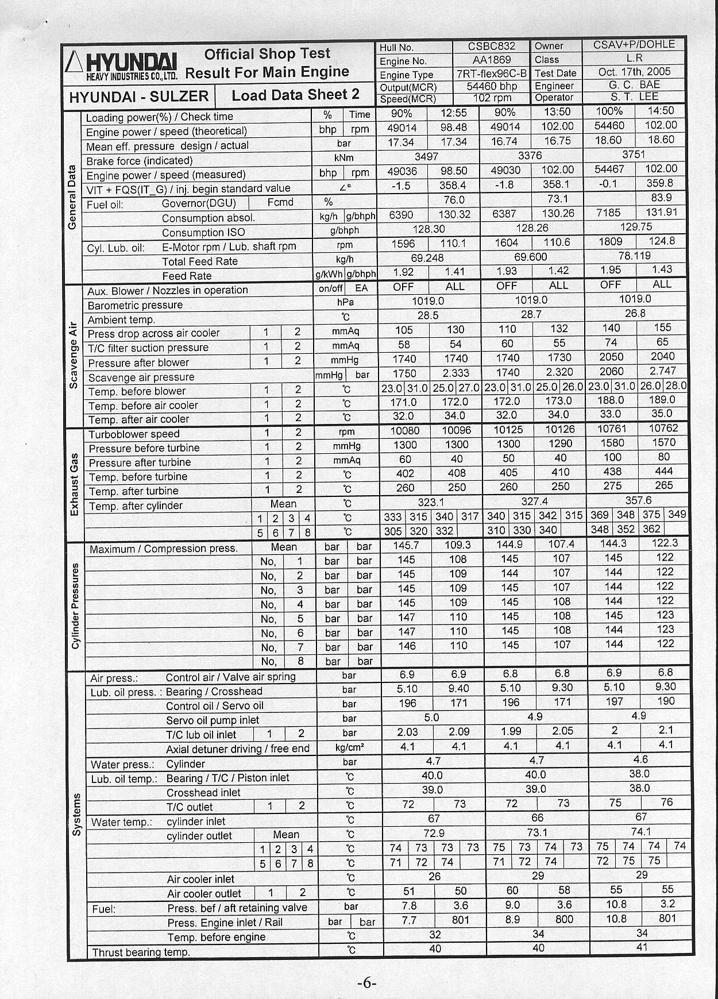 HYUNDAI Official Shop Test Hull No. CSBC832 Owner CSAV+P/DOHLE
HEAVY INDUSTRIES CO.,LTD. Result For Main Engine Engine No. AA1869 Class L.R
Engine Type 7RT-flex96C-B Test Date Oct. 17th, 2005
HYUNDAI - SULZER Load Data Sheet 2 Output(MCR) 54460 bhp Engineer G. C. BAE
Speed(MCR) 102 rpm Operator S. T. LEE
General Data
Loading power(%) / Check time % Time 90% 12:55 90% 13:50 100% 14:50
Engine power / speed (theoretical) bhp rpm 49014 98.48 49014 102.00 54460 102.00
Mean eff. pressure design / actual bar 17.34 17.34 16.74 16.75 18.60 18.60
Brake force (indicated) kNm 3497 3376 3751
Engine power / speed (measured) bhp rpm 49036 98.50 49030 102.00 54467 102.00
VIT + FQS(IT_G) / inj. begin standard value ∠° -1.5 358.4 -1.8 358.1 -0.1 359.8
Fuel oil: Governor(DGU) Fcmd % 76.0 73.1 83.9
Consumption absol. kg/h g/bhph 6390 130.32 6387 130.26 7185 131.91
Consumption ISO g/bhph 128.30 128.26 129.75
Cyl. Lub. oil: E-Motor rpm / Lub. shaft rpm rpm 1596 110.1 1604 110.6 1809 124.8
Total Feed Rate kg/h 69.248 69.600 78.119
Feed Rate g/kWh g/bhph 1.92 1.41 1.93 1.42 1.95 1.43
Scavenge Air
Aux. Blower / Nozzles in operation on/off EA OFF ALL OFF ALL OFF ALL
Barometric pressure hPa 1019.0 1019.0 1019.0
Ambient temp. ℃ 28.5 28.7 26.8
Press drop across air cooler 1 2 mmAq 105 130 110 132 140 155
T/C filter suction pressure 1 2 mmAq 58 54 60 55 74 65
Pressure after blower 1 2 mmHg 1740 1740 1740 1730 2050 2040
Scavenge air pressure mmHg bar 1750 2.333 1740 2.320 2060 2.747
Temp. before blower 1 2 ℃ 23.0 31.0 25.0 27.0 23.0 31.0 25.0 26.0 23.0 31.0 26.0 28.0
Temp. before air cooler 1 2 ℃ 171.0 172.0 172.0 173.0 188.0 189.0
Temp. after air cooler 1 2 ℃ 32.0 34.0 32.0 34.0 33.0 35.0
Exhaust Gas
Turboblower speed 1 2 rpm 10080 10096 10125 10126 10761 10762
Pressure before turbine 1 2 mmHg 1300 1300 1300 1290 1580 1570
Pressure after turbine 1 2 mmAq 60 40 50 40 100 80
Temp. before turbine 1 2 ℃ 402 408 405 410 438 444
Temp. after turbine 1 2 ℃ 260 250 260 250 275 265
Temp. after cylinder Mean ℃ 323.1 327.4 357.6
1 2 3 4 ℃ 333 315 340 317 340 315 342 315 369 348 375 349
5 6 7 8 ℃ 305 320 332 310 330 340 348 352 362
Cylinder Pressures
Maximum / Compression press. Mean bar bar 145.7 109.3 144.9 107.4 144.3 122.3
No, 1 bar bar 145 108 145 107 145 122
No, 2 bar bar 145 109 144 107 144 122
No, 3 bar bar 145 109 145 107 144 122
No, 4 bar bar 145 109 145 108 144 122
No, 5 bar bar 147 110 145 108 145 123
No, 6 bar bar 147 110 145 108 144 123
No, 7 bar bar 146 110 145 107 144 122
No, 8 bar bar
Systems
Air press.: Control air / Valve air spring bar 6.9 6.9 6.8 6.8 6.9 6.8
Lub. oil press. : Bearing / Crosshead bar 5.10 9.40 5.10 9.30 5.10 9.30
Control oil / Servo oil bar 196 171 196 171 197 190
Servo oil pump inlet bar 5.0 4.9 4.9
T/C lub oil inlet 1 2 bar 2.03 2.09 1.99 2.05 2 2.1
Axial detuner driving / free end kg/cm² 4.1 4.1 4.1 4.1 4.1 4.1
Water press.: Cylinder bar 4.7 4.7 4.6
Lub. oil temp.: Bearing / T/C / Piston inlet ℃ 40.0 40.0 38.0
Crosshead inlet ℃ 39.0 39.0 38.0
T/C outlet 1 2 ℃ 72 73 72 73 75 76
Water temp.: cylinder inlet ℃ 67 66 67
cylinder outlet Mean ℃ 72.9 73.1 74.1
1 2 3 4 ℃ 74 73 73 73 75 73 74 73 75 74 74 74
5 6 7 8 ℃ 71 72 74 71 72 74 72 75 75
Air cooler inlet ℃ 26 29 29
Air cooler outlet 1 2 ℃ 51 50 60 58 55 55
Fuel: Press. bef / aft retaining valve bar 7.8 3.6 9.0 3.6 10.8 3.2
Press. Engine inlet / Rail bar bar 7.7 801 8.9 800 10.8 801
Temp. before engine ℃ 32 34 34
Thrust bearing temp. ℃ 40 40 41
-6-